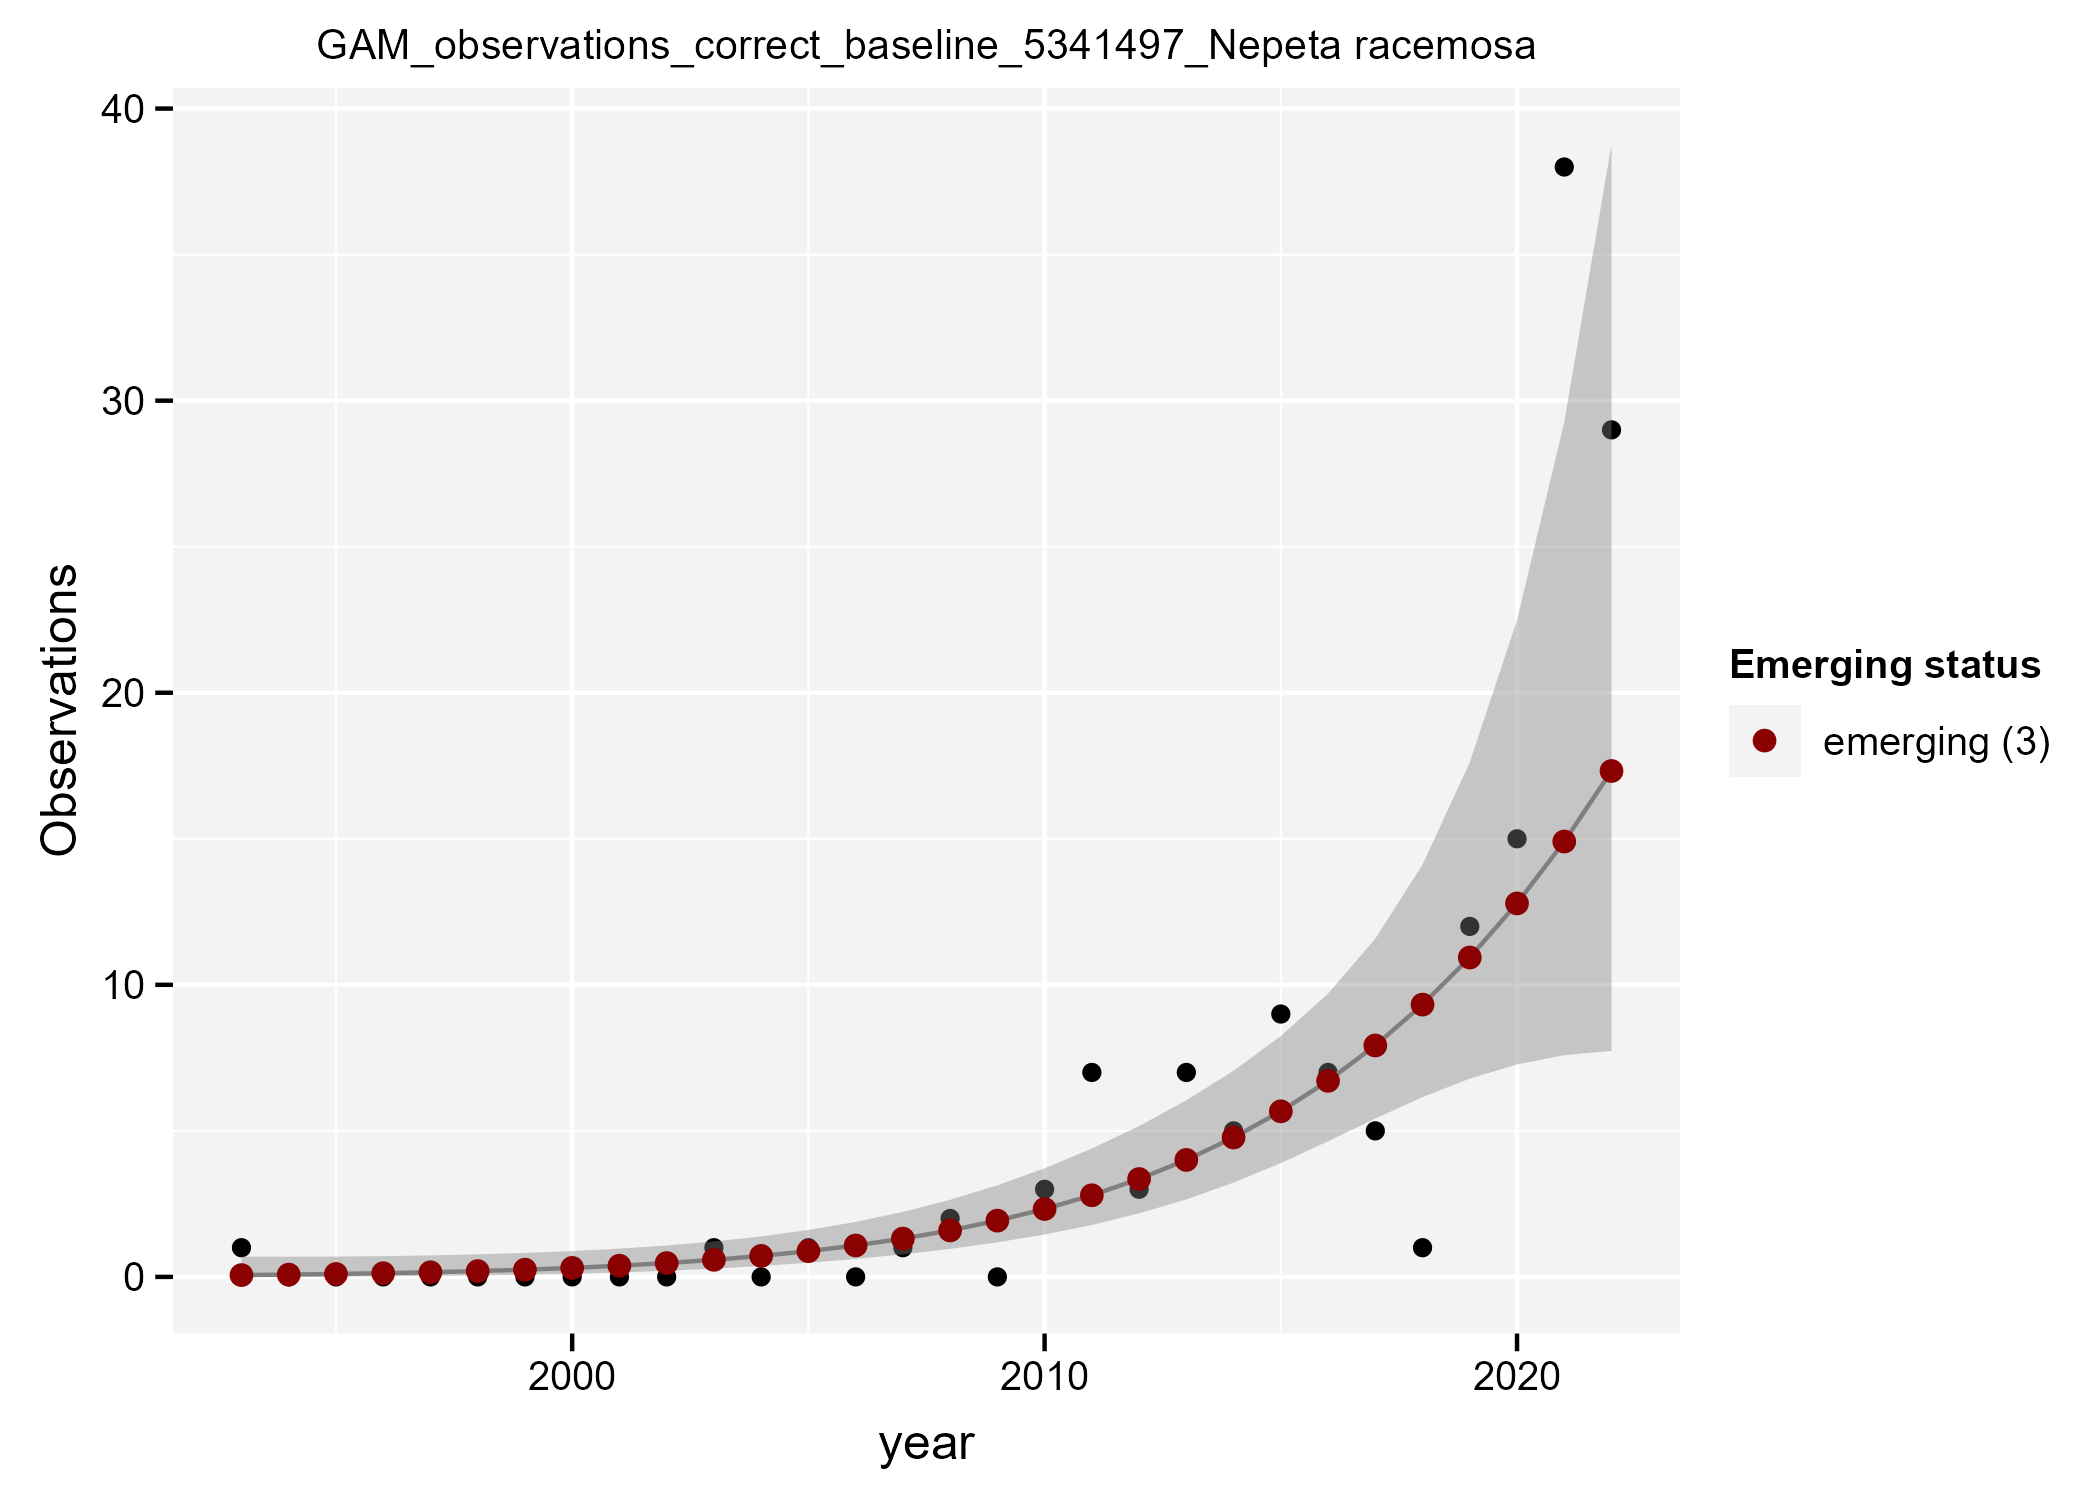 GAM_observations_correct_baseline_5341497_Nepeta racemosa
40
30
20
10
0
Observations
2000 2010 2020
year
Emerging status
emerging (3)